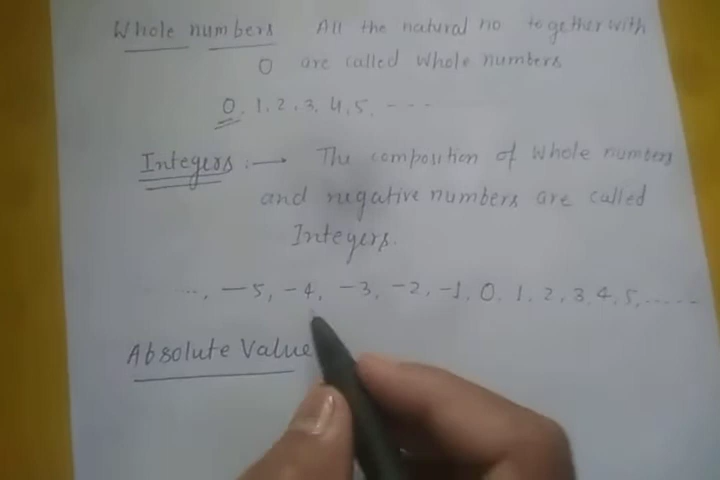 Whole numbers All the natural no together with
0 are called Whole numbers
0, 1, 2, 3, 4, 5, - - -
Integers :→ The composition of Whole numbers
and negative numbers are called
Integers.
..., -5, -4, -3, -2, -1, 0, 1, 2, 3, 4, 5, .....
Absolute Value